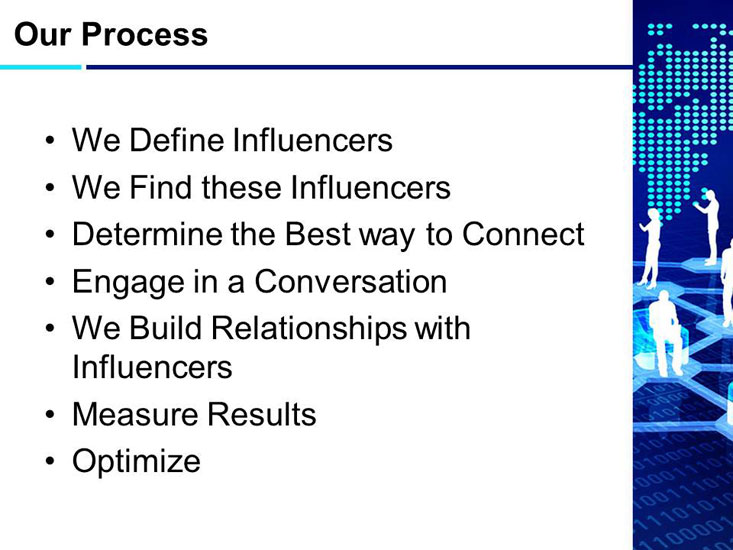 Our Process
• We Define Influencers
• We Find these Influencers
• Determine the Best way to Connect
• Engage in a Conversation
• We Build Relationships with
Influencers
• Measure Results
• Optimize